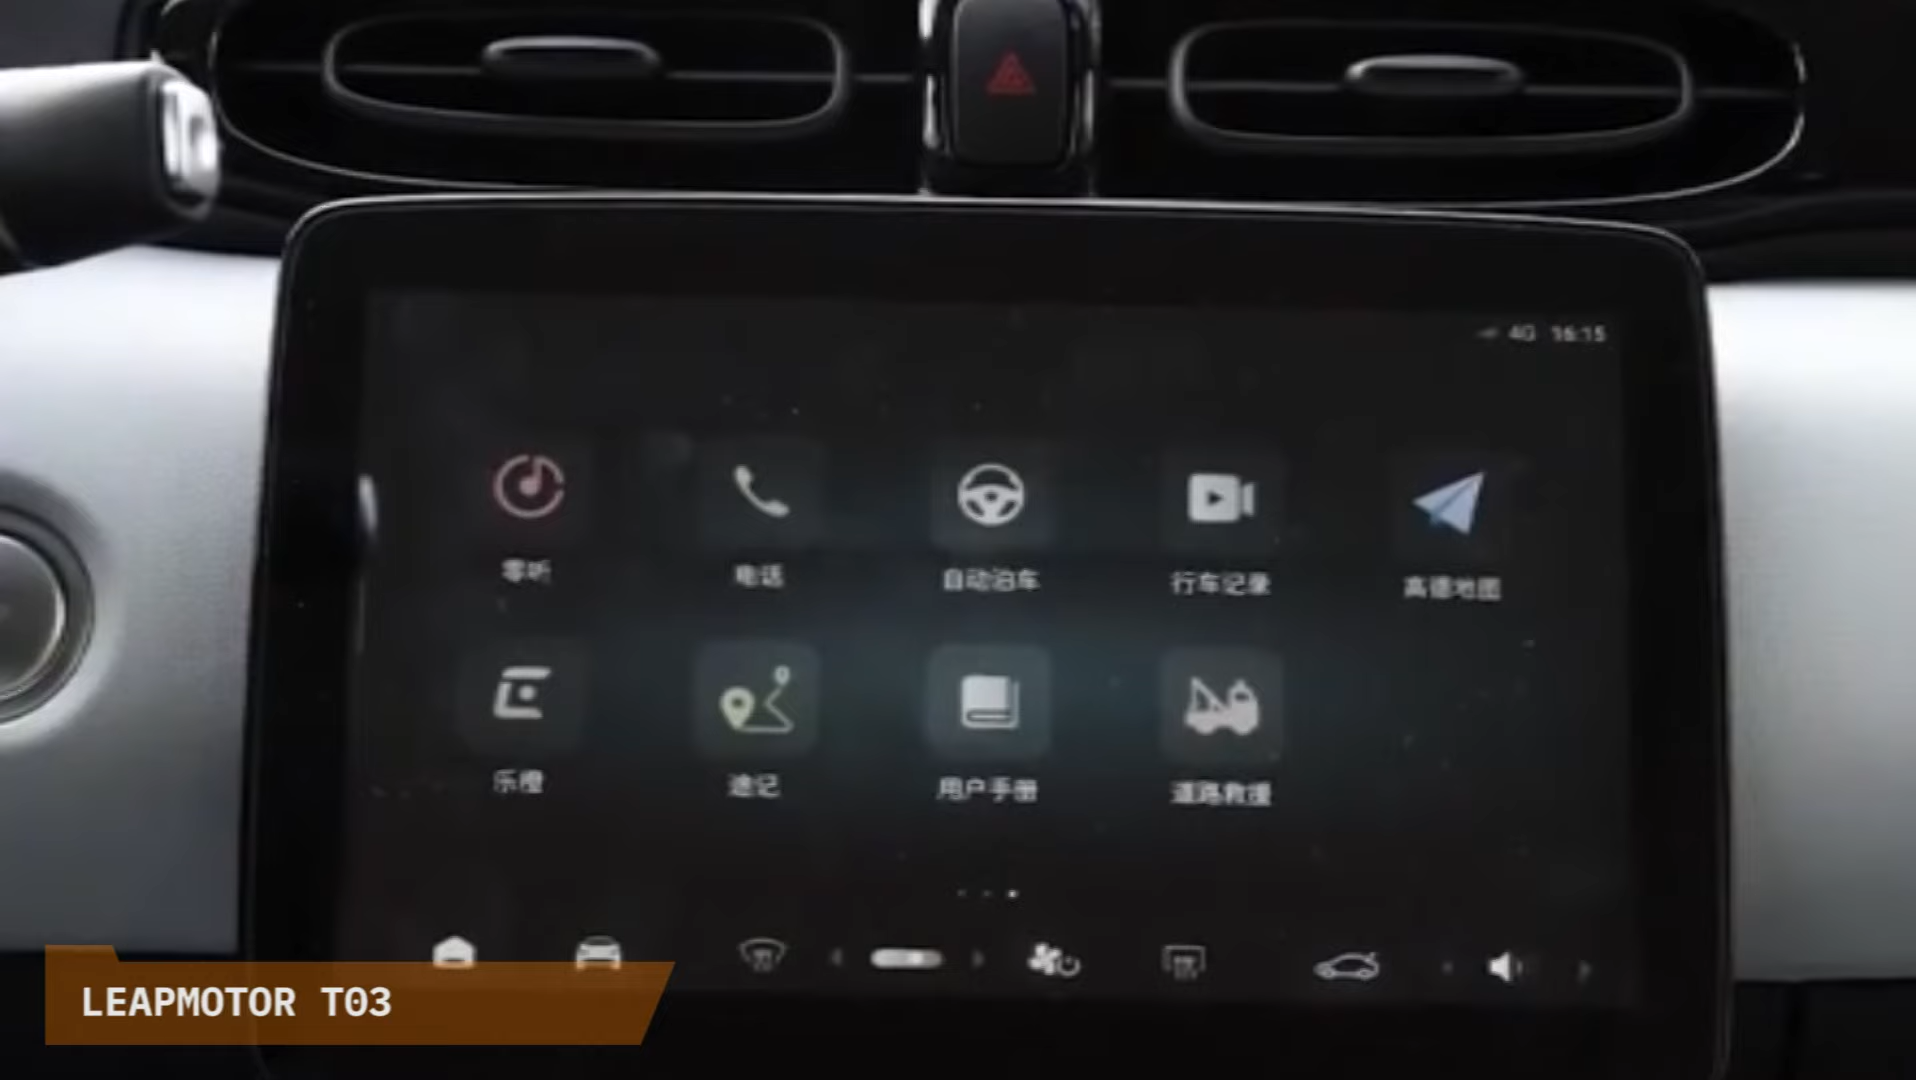 4G 16:15
零听
电话
自动泊车
行车记录
高德地图
乐橙
途记
用户手册
道路救援
LEAPMOTOR T03